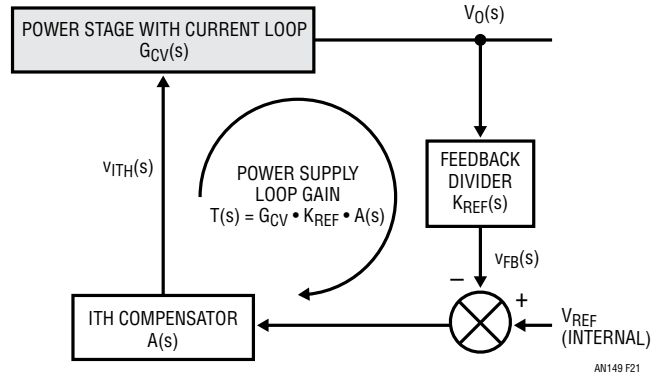 POWER STAGE WITH CURRENT LOOP
GCV(s)
VO(s)
vITH(s)
POWER SUPPLY
LOOP GAIN
T(s) = GCV • KREF • A(s)
FEEDBACK
DIVIDER
KREF(s)
vFB(s)
–
+
ITH COMPENSATOR
A(s)
VREF
(INTERNAL)
AN149 F21